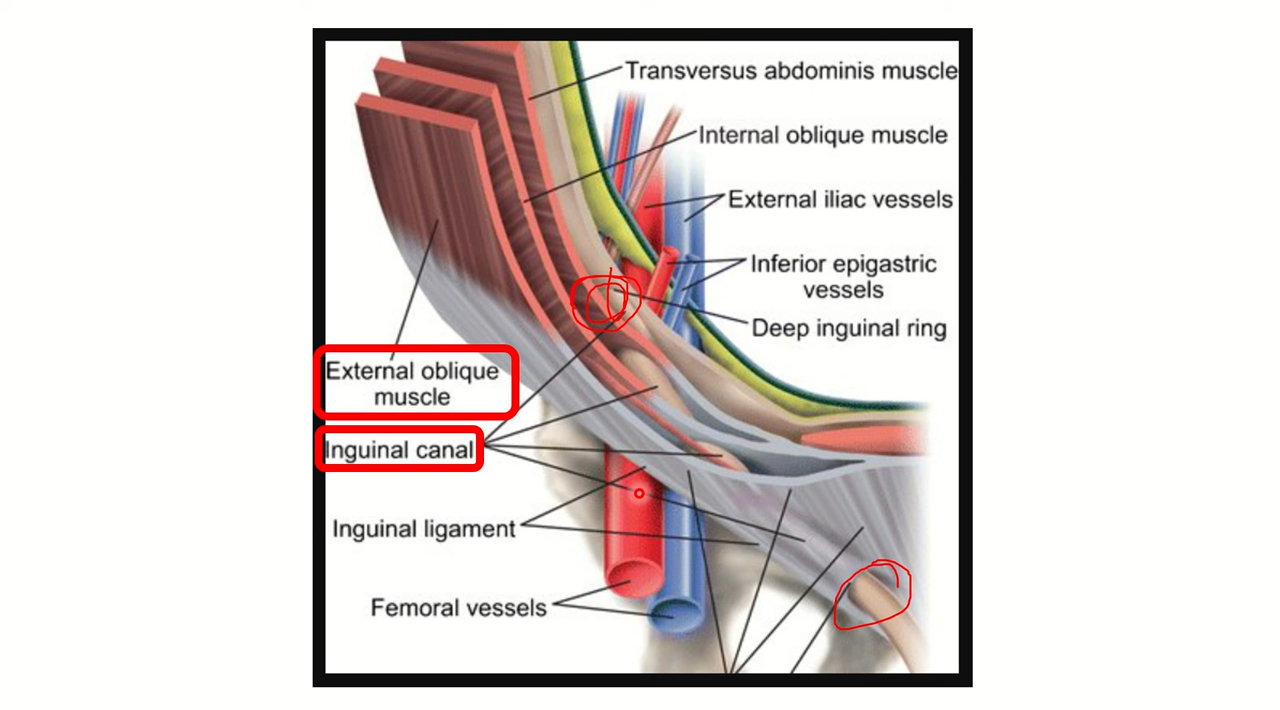 Transversus abdominis muscle
Internal oblique muscle
External iliac vessels
Inferior epigastric
vessels
Deep inguinal ring
External oblique
muscle
Inguinal canal
Inguinal ligament
Femoral vessels